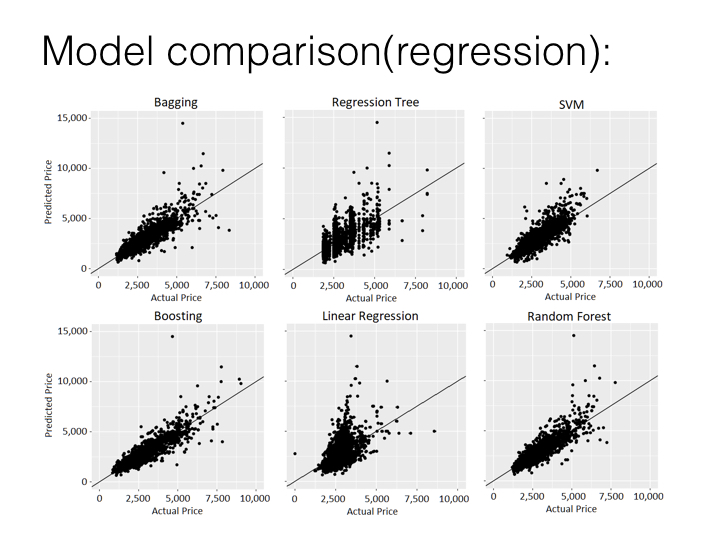 Model comparison(regression):
Bagging
Regression Tree
SVM
Predicted Price
15,000
10,000
5,000
0
0 2,500 5,000 7,500 10,000
Actual Price
0 2,500 5,000 7,500 10,000
Actual Price
0 2,500 5,000 7,500 10,000
Actual Price
Boosting
Linear Regression
Random Forest
Predicted Price
15,000
10,000
5,000
0
0 2,500 5,000 7,500 10,000
Actual Price
0 2,500 5,000 7,500 10,000
Actual Price
0 2,500 5,000 7,500 10,000
Actual Price